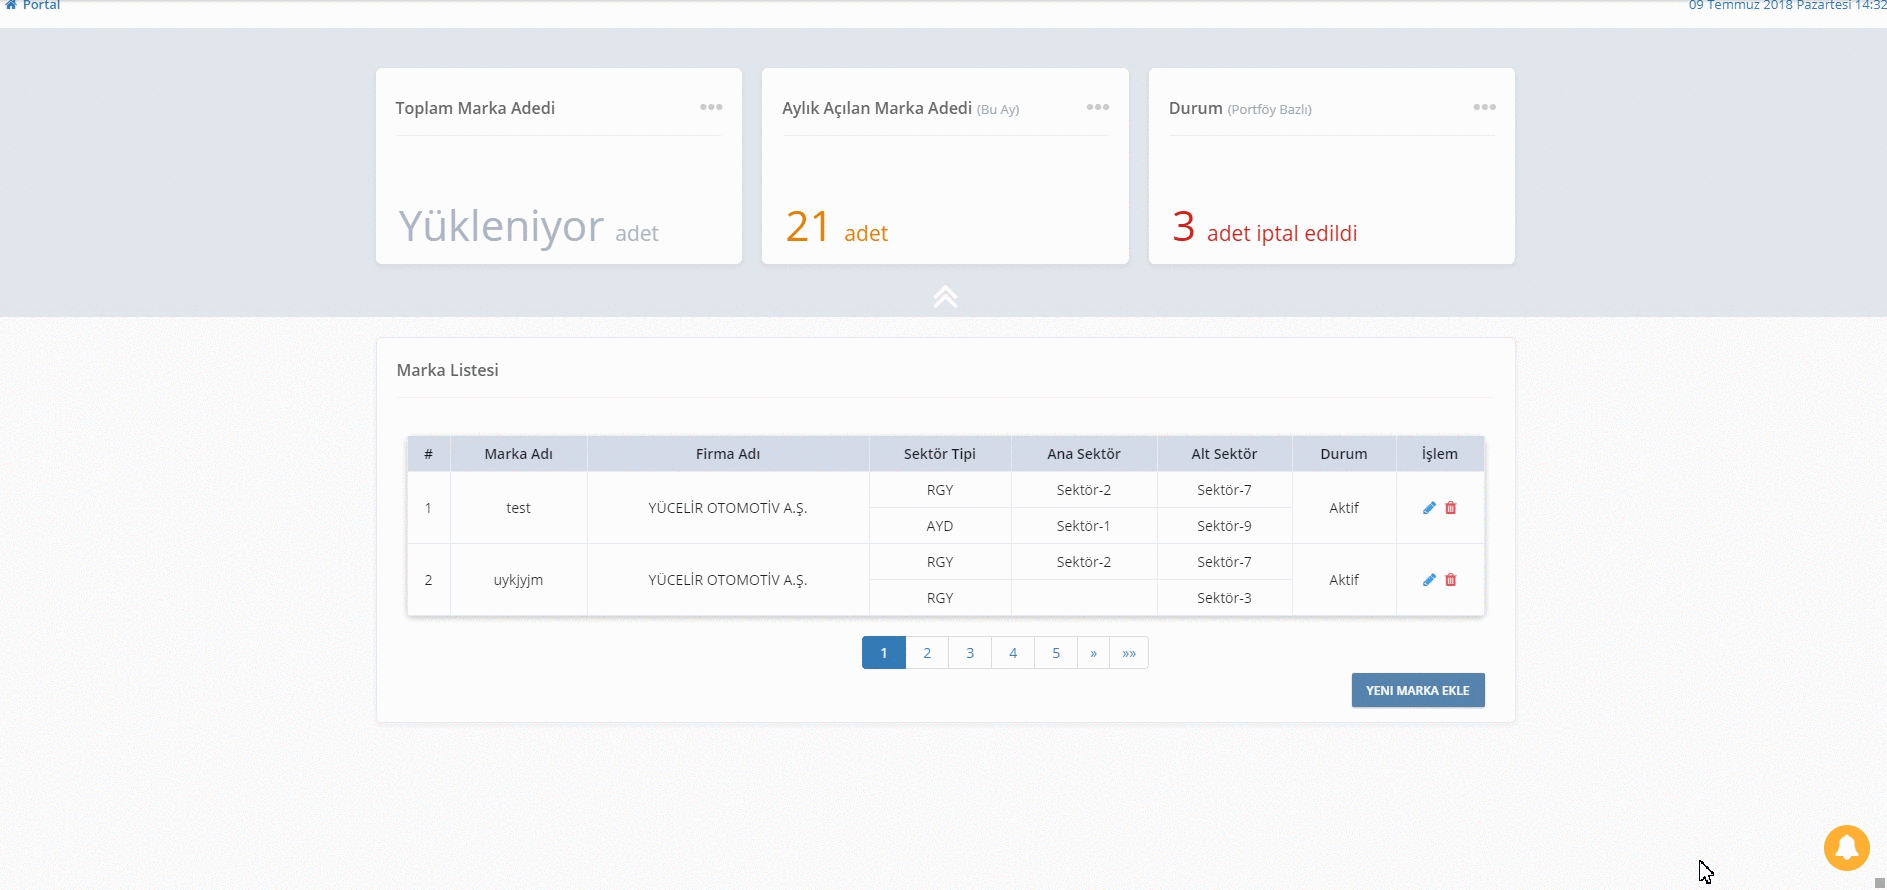 Portal
09 Temmuz 2018 Pazartesi 14:32
Toplam Marka Adedi
Yükleniyor adet
Aylık Açılan Marka Adedi (Bu Ay)
21 adet
Durum (Portföy Bazlı)
3 adet iptal edildi
Marka Listesi
# Marka Adı Firma Adı Sektör Tipi Ana Sektör Alt Sektör Durum İşlem
1 test YÜCELİR OTOMOTİV A.Ş. RGY Sektör-2 Sektör-7 Aktif
AYD Sektör-1 Sektör-9
2 uykjyjm YÜCELİR OTOMOTİV A.Ş. RGY Sektör-2 Sektör-7 Aktif
RGY Sektör-3
1 2 3 4 5 » »»
YENI MARKA EKLE